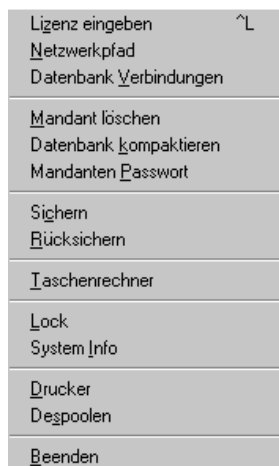 Lizenz eingeben ^L
Netzwerkpfad
Datenbank Verbindungen
Mandant löschen
Datenbank kompaktieren
Mandanten Passwort
Sichern
Rücksichern
Taschenrechner
Lock
System Info
Drucker
Despoolen
Beenden